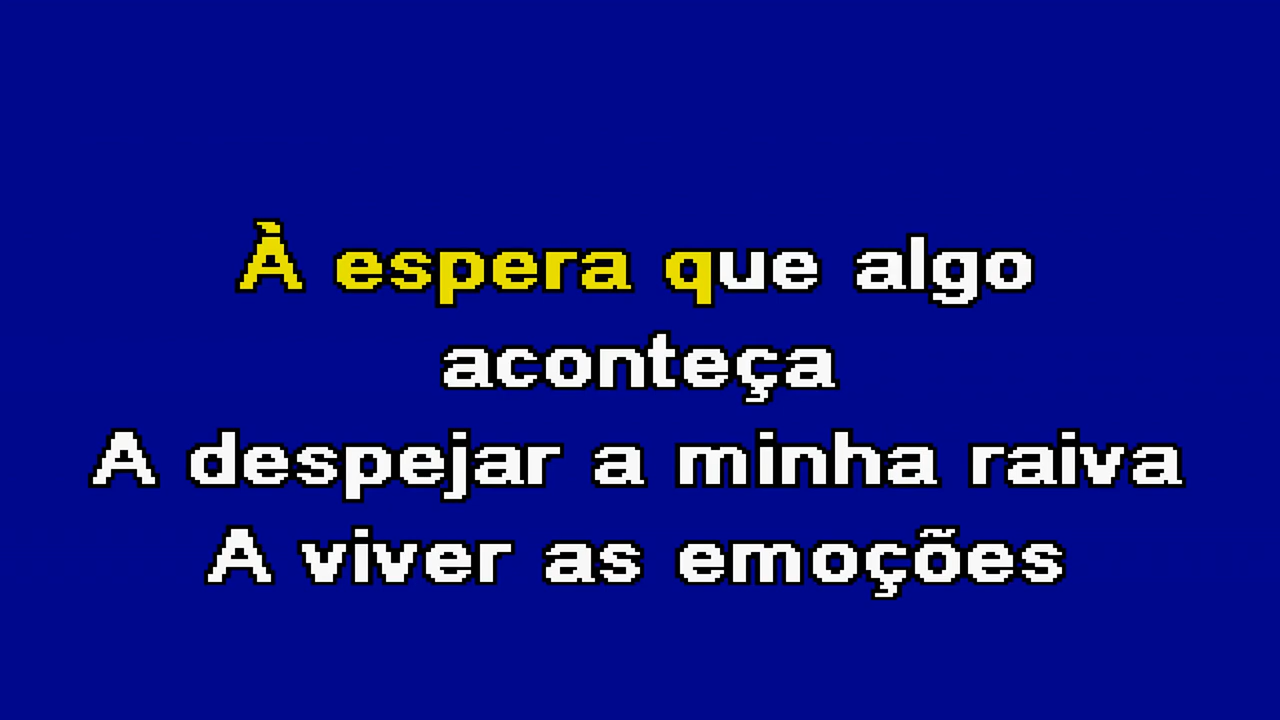 À espera que algo
aconteça
A despejar a minha raiva
A viver as emoções